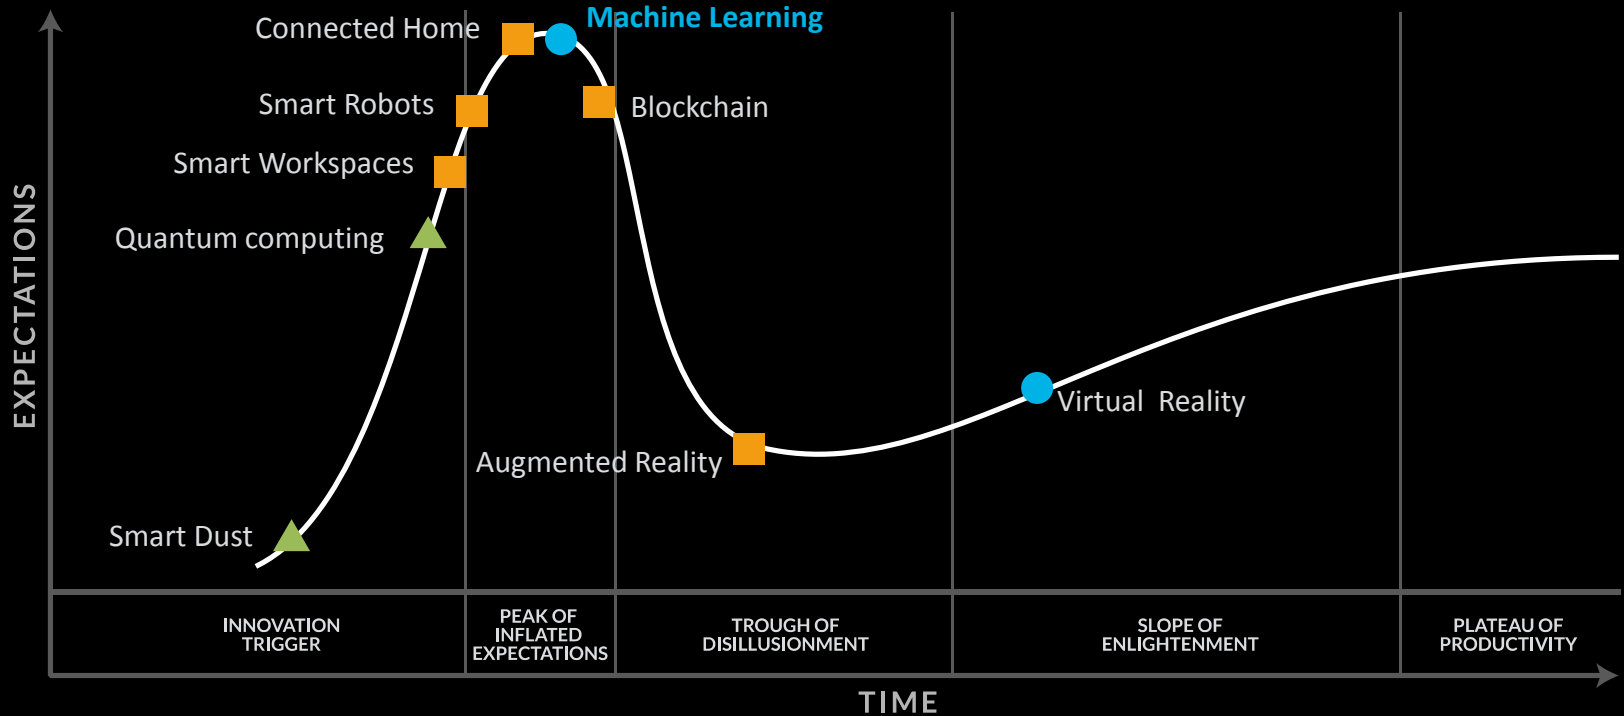 Machine Learning
Connected Home
Smart Robots
Blockchain
Smart Workspaces
Quantum computing
EXPECTATIONS
Virtual Reality
Augmented Reality
Smart Dust
INNOVATION
TRIGGER
PEAK OF
INFLATED
EXPECTATIONS
TROUGH OF
DISILLUSIONMENT
SLOPE OF
ENLIGHTENMENT
PLATEAU OF
PRODUCTIVITY
TIME